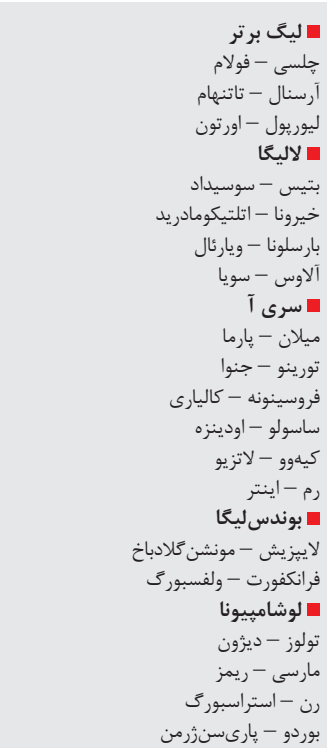 لیگ برتر
چلسی – فولام
آرسنال – تاتنهام
لیورپول – اورتون
لالیگا
بتیس – سوسیداد
خیرونا – اتلتیکومادرید
بارسلونا – ویارئال
آلاوس – سویا
سری آ
میلان – پارما
تورینو – جنوا
فروسینونه – کالیاری
ساسولو – اودینزه
کیه‌وو – لاتزیو
رم – اینتر
بوندس‌لیگا
لایپزیش – مونشن‌گلادباخ
فرانکفورت – ولفسبورگ
لوشامپیونا
تولوز – دیژون
مارسی – ریمز
رن – استراسبورگ
بوردو – پاری‌سن‌ژرمن